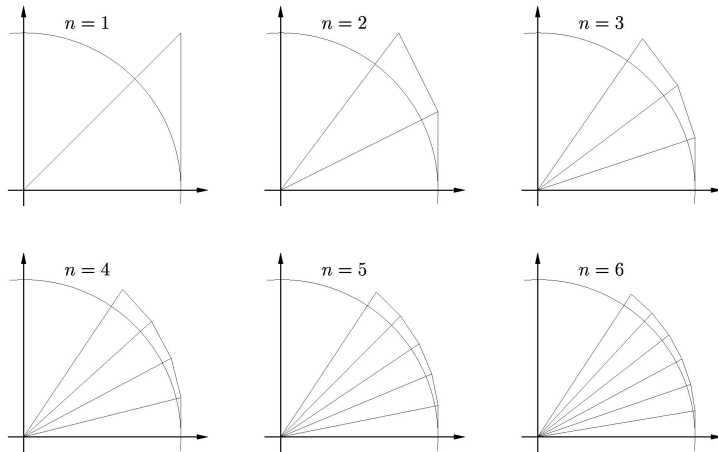 n = 1
n = 2
n = 3
n = 4
n = 5
n = 6